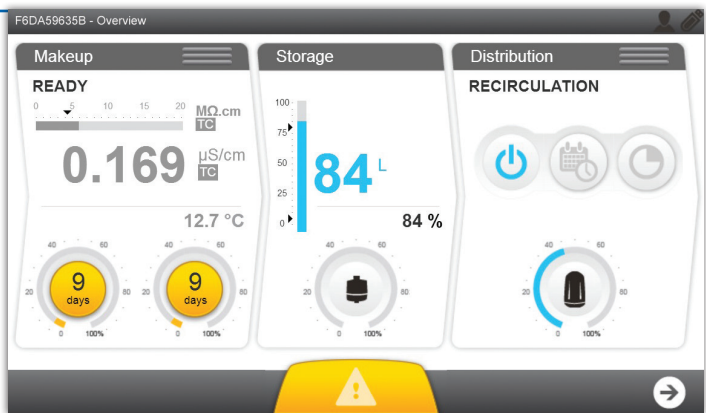 F6DA59635B - Overview
Makeup
READY
0 5 10 15 20 MΩ.cm
TC
0.169 µS/cm
TC
12.7 °C
40 60
20 9 days 80
0 100%
40 60
20 9 days 80
0 100%
Storage
100
75
50
25
0
84 L
84 %
40 60
20 80
0 100%
Distribution
RECIRCULATION
40 60
20 80
0 100%